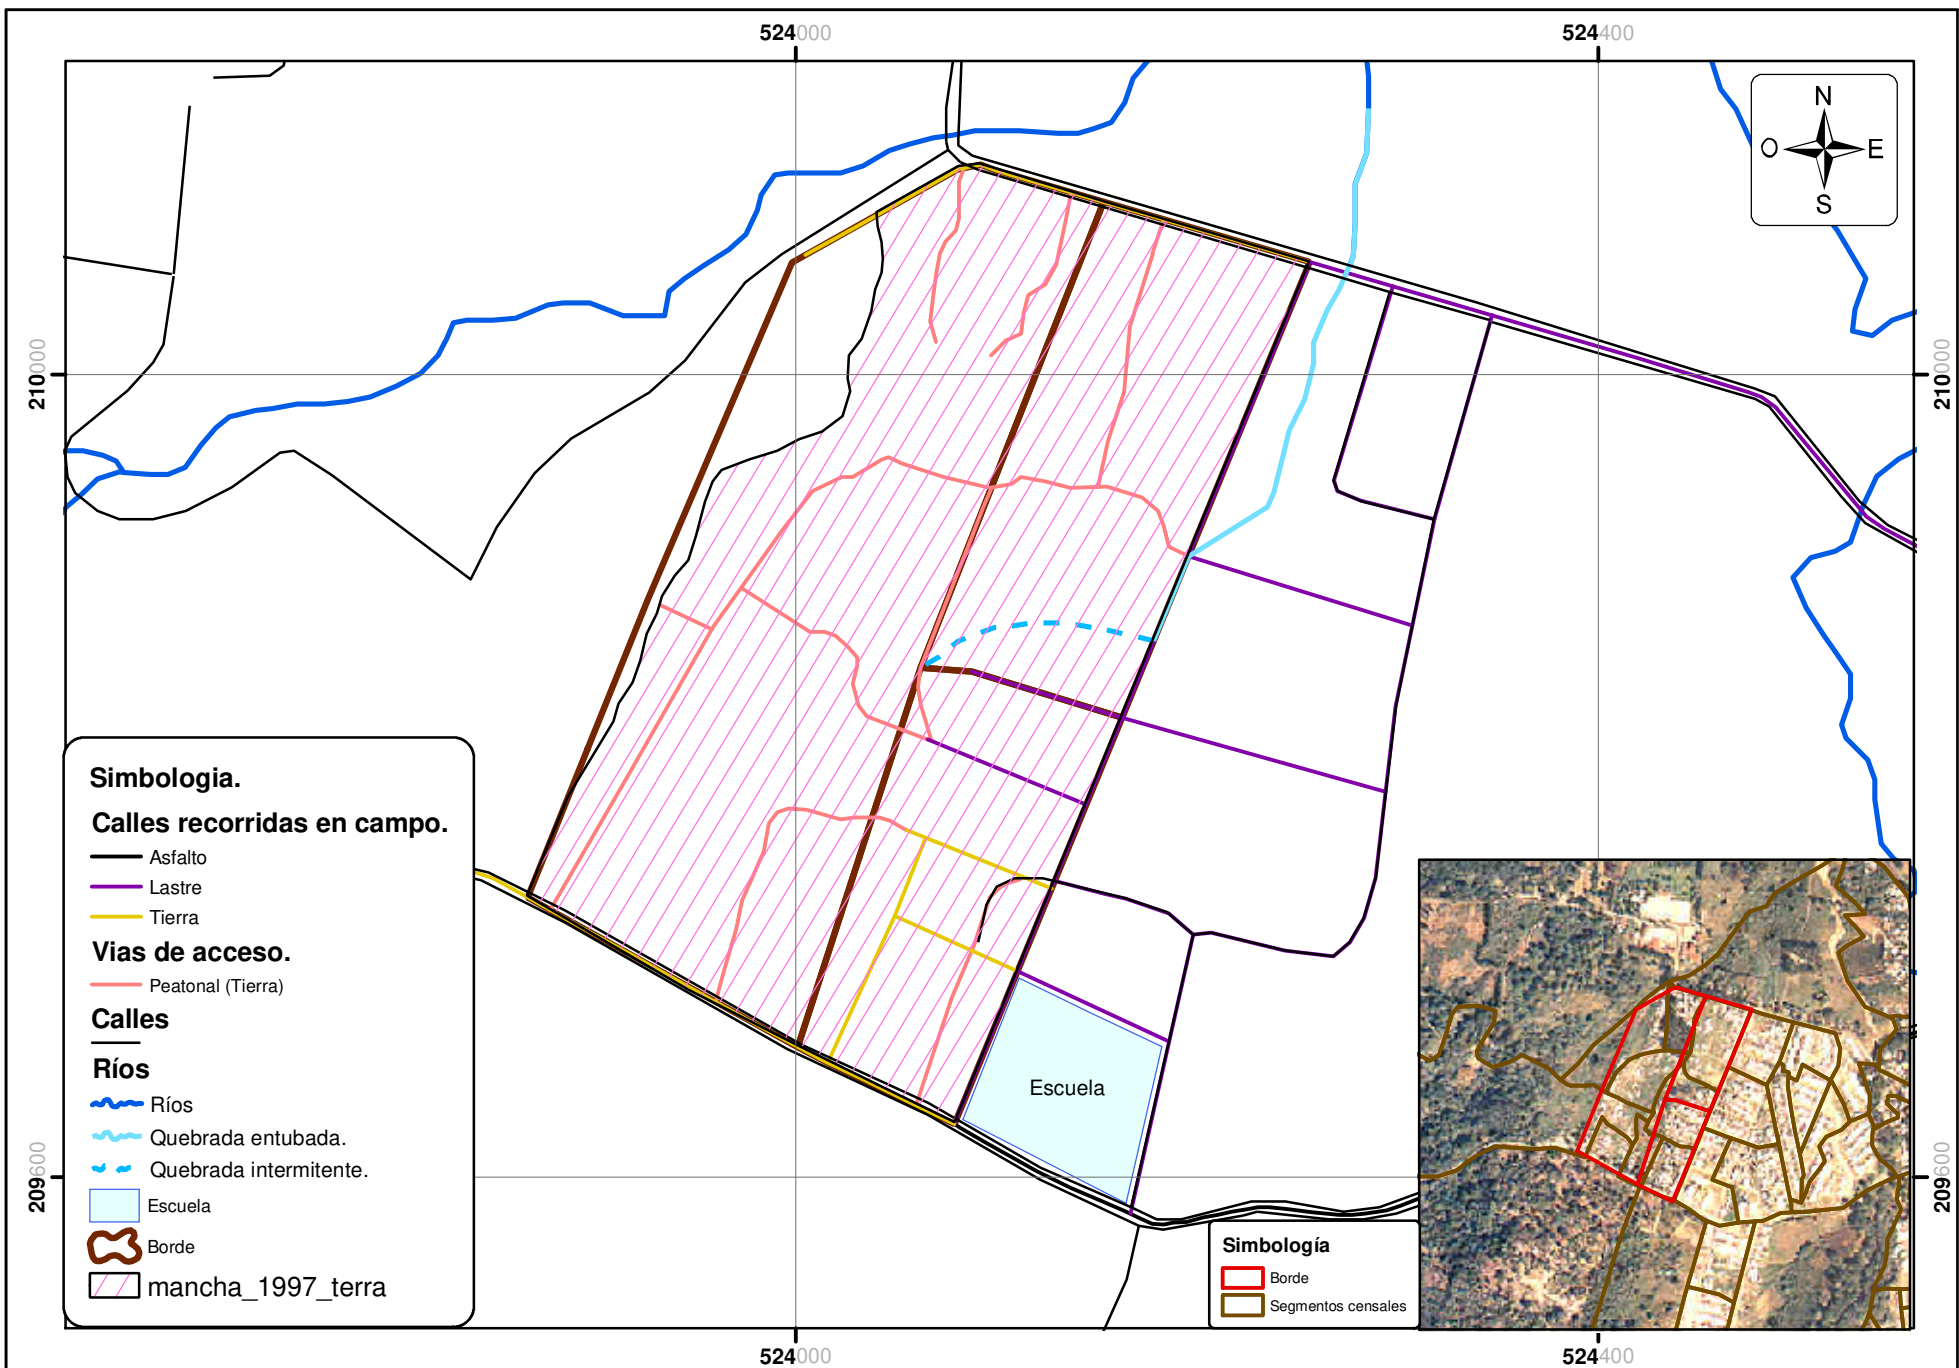 524000
524400
N
O
E
S
210000
210000
Simbologia.
Calles recorridas en campo.
Asfalto
Lastre
Tierra
Vias de acceso.
Peatonal (Tierra)
Calles
Ríos
Ríos
Quebrada entubada.
Quebrada intermitente.
Escuela
Borde
mancha_1997_terra
Escuela
209600
209600
Simbología
Borde
Segmentos censales
524000
524400